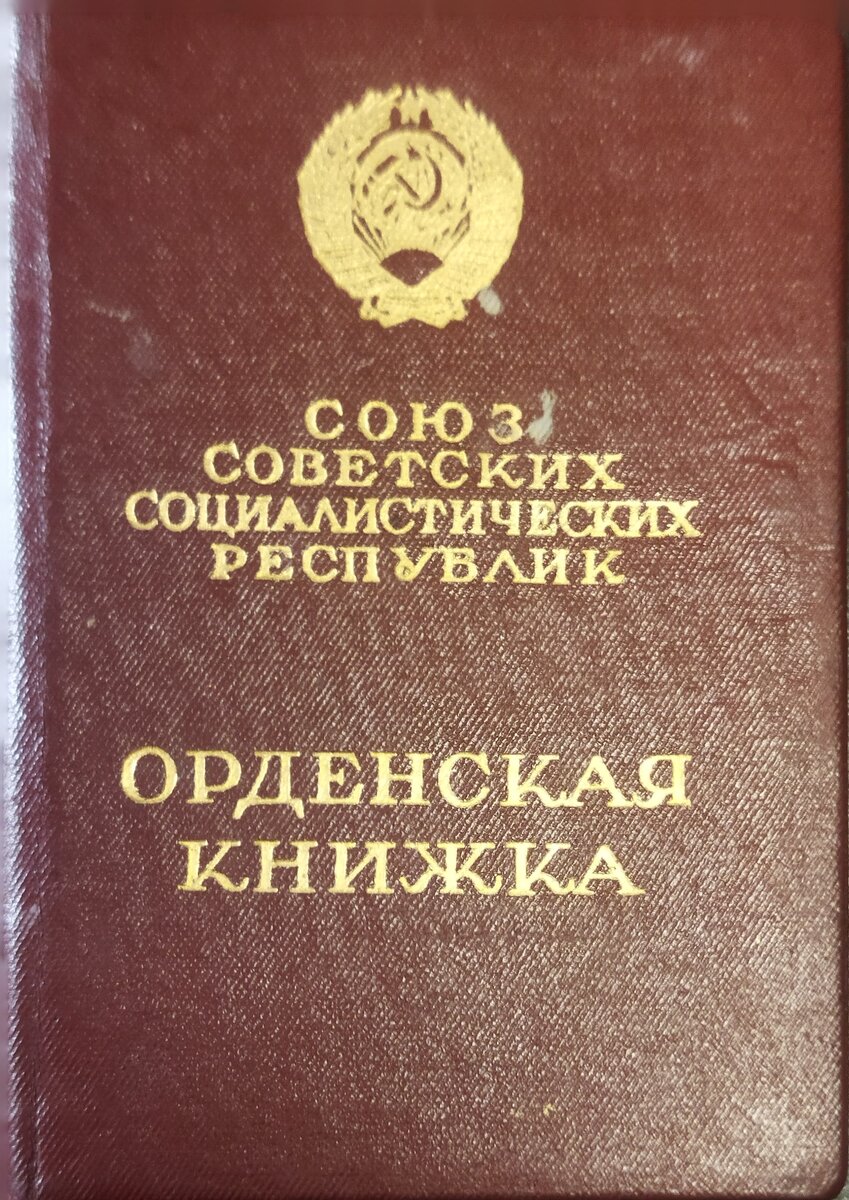 СОЮЗ
СОВЕТСКИХ
СОЦИАЛИСТИЧЕСКИХ
РЕСПУБЛИК
ОРДЕНСКАЯ
КНИЖКА